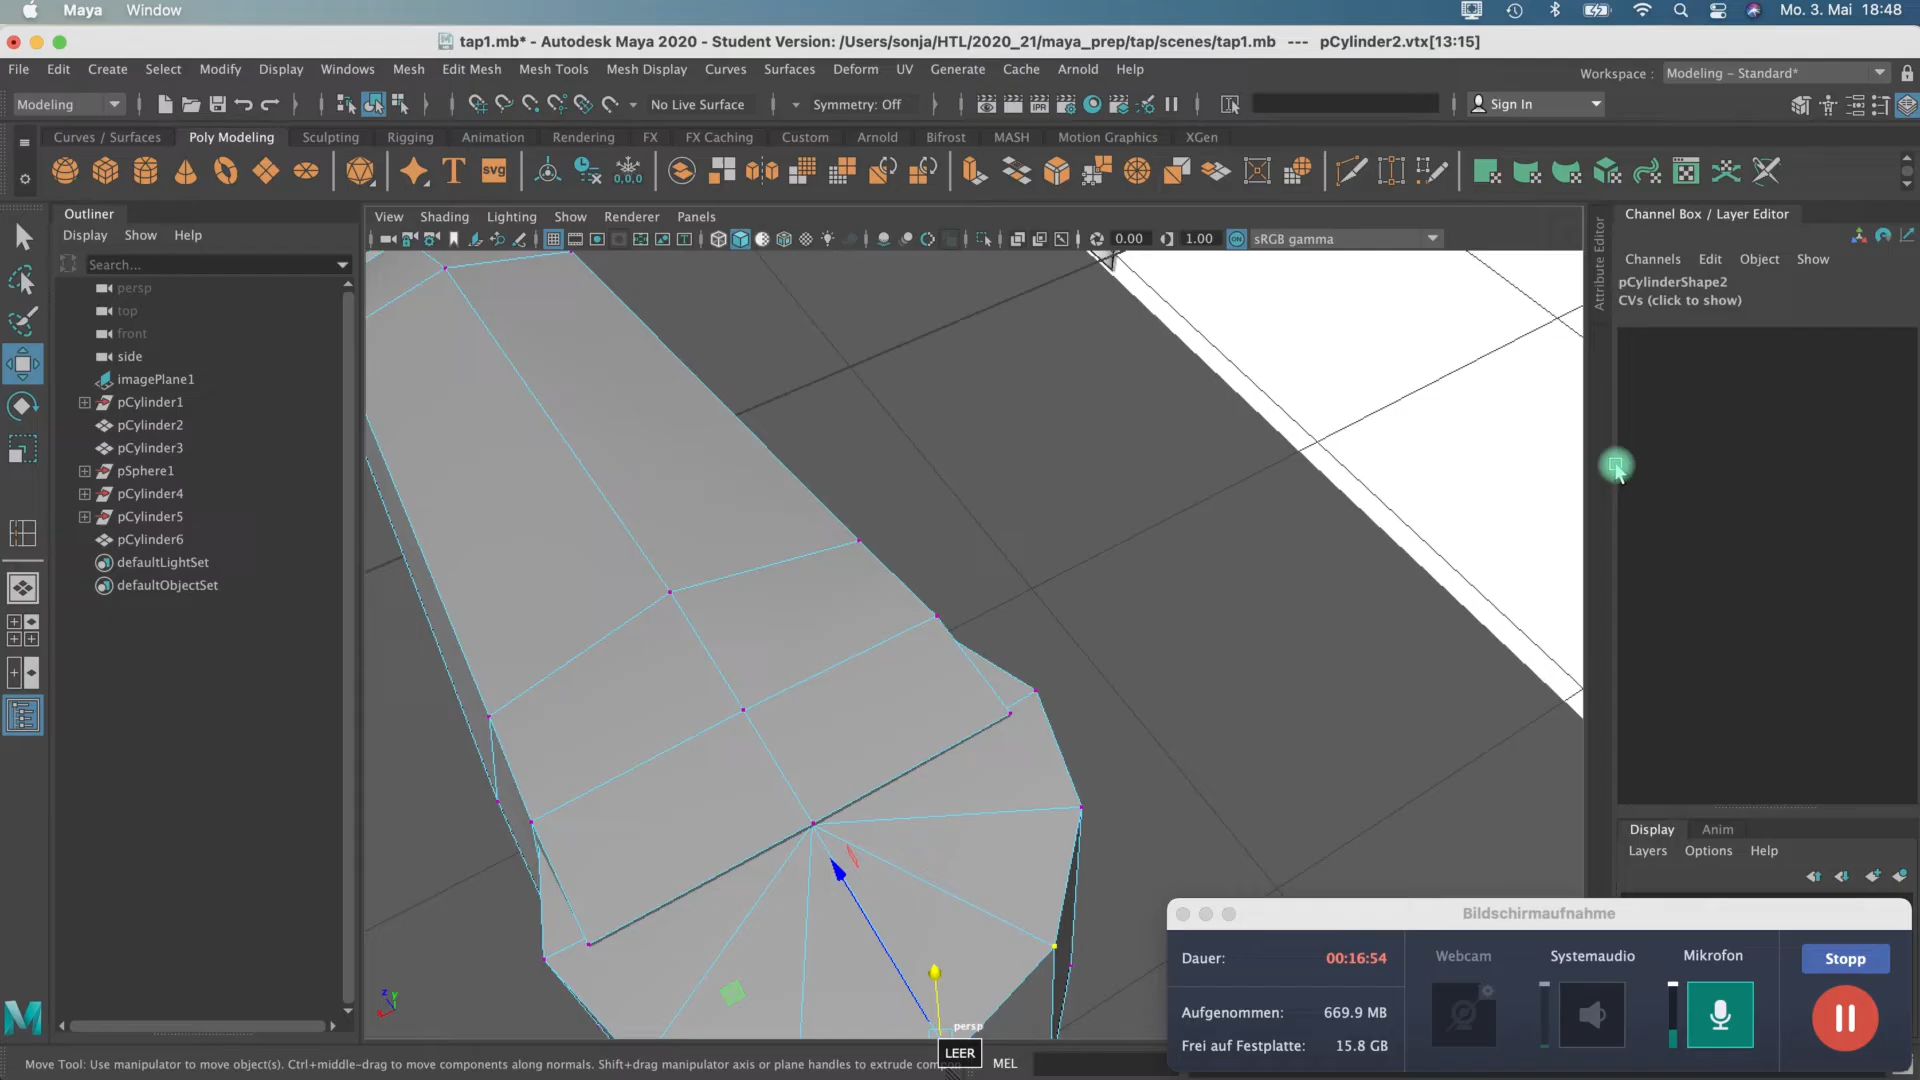 Maya Window Mo. 3. Mai 18:48
tap1.mb* - Autodesk Maya 2020 - Student Version: /Users/sonja/HTL/2020_21/maya_prep/tap/scenes/tap1.mb --- pCylinder2.vtx[13:15]
File Edit Create Select Modify Display Windows Mesh Edit Mesh Mesh Tools Mesh Display Curves Surfaces Deform UV Generate Cache Arnold Help
Workspace : Modeling - Standard*
Modeling No Live Surface Symmetry: Off IPR Sign In
Curves / Surfaces Poly Modeling Sculpting Rigging Animation Rendering FX FX Caching Custom Arnold Bifrost MASH Motion Graphics XGen
T svg 0,0,0
Outliner
Display Show Help
Search...
persp
top
front
side
imagePlane1
pCylinder1
pCylinder2
pCylinder3
pSphere1
pCylinder4
pCylinder5
pCylinder6
defaultLightSet
defaultObjectSet
View Shading Lighting Show Renderer Panels
0.00 1.00 ON sRGB gamma
z y x
persp
LEER
Attribute Editor
Channel Box / Layer Editor
Channels Edit Object Show
pCylinderShape2
CVs (click to show)
Display Anim
Layers Options Help
Bildschirmaufnahme
Dauer: 00:16:54
Aufgenommen: 669.9 MB
Frei auf Festplatte: 15.8 GB
Webcam Systemaudio Mikrofon
Stopp
Move Tool: Use manipulator to move object(s). Ctrl+middle-drag to move components along normals. Shift+drag manipulator axis or plane handles to extrude comp
MEL